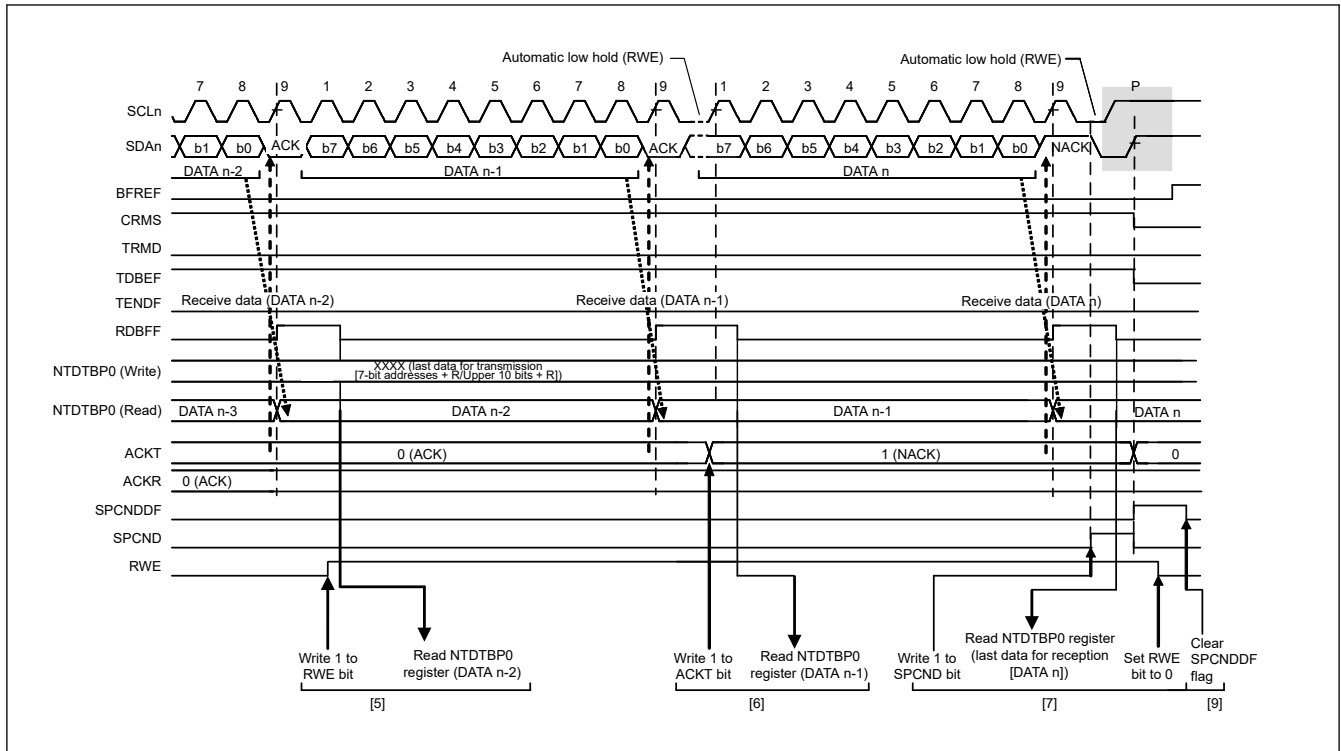 Automatic low hold (RWE)
Automatic low hold (RWE)
7 8 9 1 2 3 4 5 6 7 8 9 1 2 3 4 5 6 7 8 9 P
SCLn
SDAn b1 b0 ACK b7 b6 b5 b4 b3 b2 b1 b0 ACK b7 b6 b5 b4 b3 b2 b1 b0 NACK
DATA n-2 DATA n-1 DATA n
BFREF
CRMS
TRMD
TDBEF
TENDF Receive data (DATA n-2) Receive data (DATA n-1) Receive data (DATA n)
RDBFF
NTDTBP0 (Write) XXXX (last data for transmission
[7-bit addresses + R/Upper 10 bits + R])
NTDTBP0 (Read) DATA n-3 DATA n-2 DATA n-1 DATA n
ACKT 0 (ACK) 1 (NACK) 0
ACKR 0 (ACK)
SPCNDDF
SPCND
RWE
Write 1 to
RWE bit
Read NTDTBP0
register (DATA n-2)
Write 1 to
ACKT bit
Read NTDTBP0
register (DATA n-1)
Write 1 to
SPCND bit
Read NTDTBP0 register
(last data for reception
[DATA n])
Set RWE
bit to 0
Clear
SPCNDDF
flag
[5] [6] [7] [9]